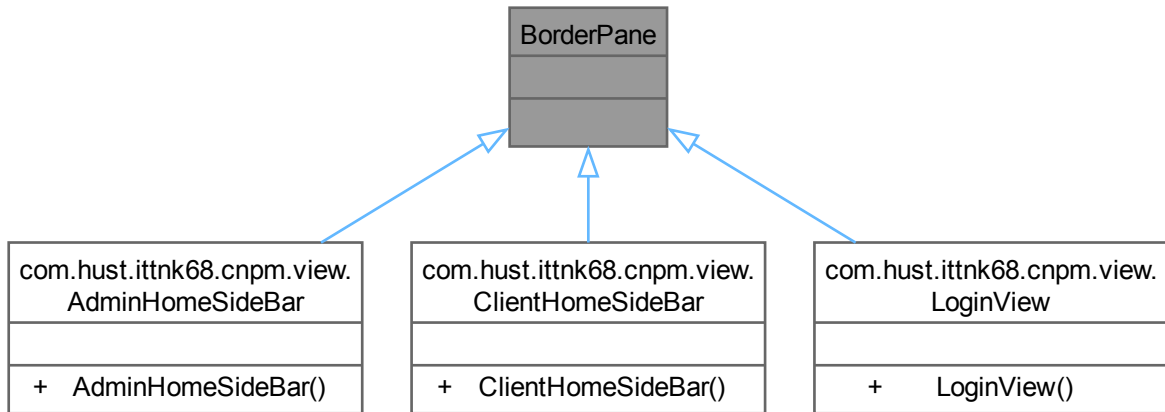 BorderPane
com.hust.ittnk68.cnpm.view.
AdminHomeSideBar
+ AdminHomeSideBar()
com.hust.ittnk68.cnpm.view.
ClientHomeSideBar
+ ClientHomeSideBar()
com.hust.ittnk68.cnpm.view.
LoginView
+ LoginView()